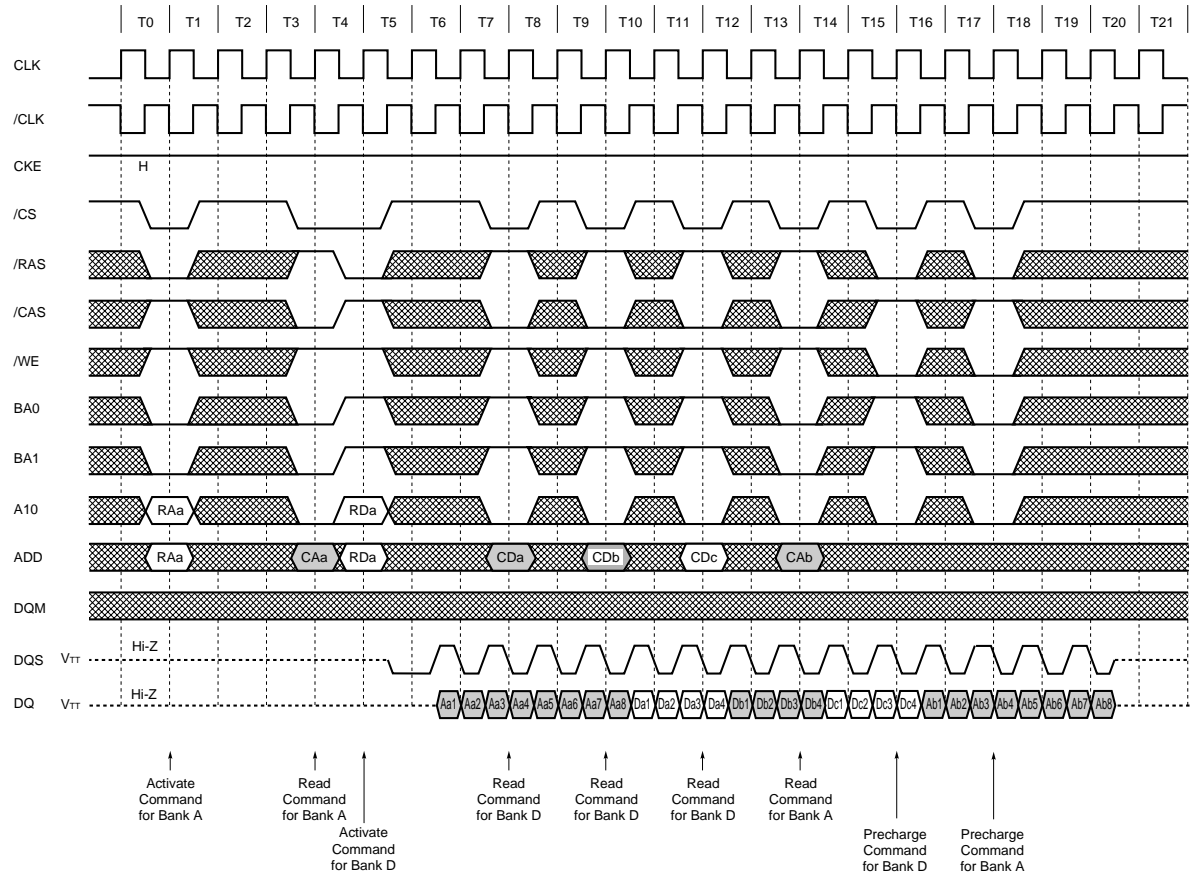 T0 T1 T2 T3 T4 T5 T6 T7 T8 T9 T10 T11 T12 T13 T14 T15 T16 T17 T18 T19 T20 T21
CLK
/CLK
CKE H
/CS
/RAS
/CAS
/WE
BA0
BA1
A10 RAa RDa
ADD RAa CAa RDa CDa CDb CDc CAb
DQM
Hi-Z
DQS VTT
Hi-Z
DQ VTT Aa1 Aa2 Aa3 Aa4 Aa5 Aa6 Aa7 Aa8 Da1 Da2 Da3 Da4 Db1 Db2 Db3 Db4 Dc1 Dc2 Dc3 Dc4 Ab1 Ab2 Ab3 Ab4 Ab5 Ab6 Ab7 Ab8
Activate
Command
for Bank A
Read
Command
for Bank A
Activate
Command
for Bank D
Read
Command
for Bank D
Read
Command
for Bank D
Read
Command
for Bank D
Read
Command
for Bank A
Precharge
Command
for Bank D
Precharge
Command
for Bank A